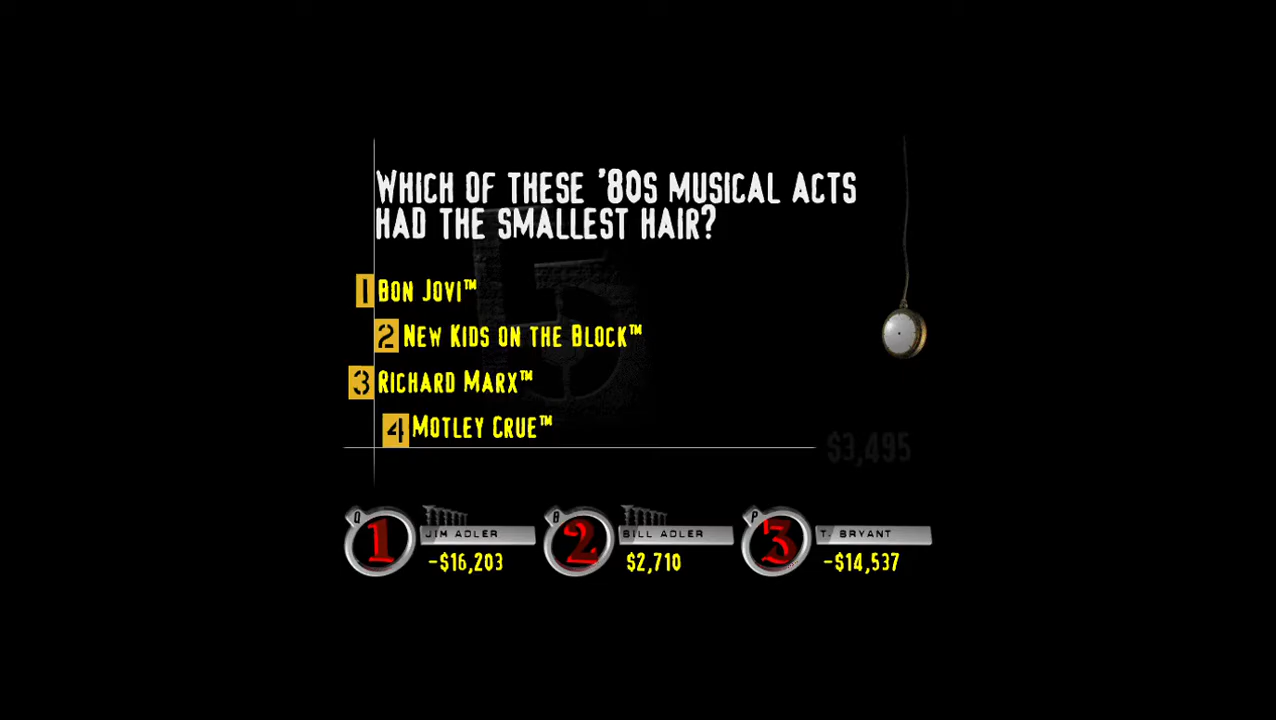 WHICH OF THESE '80S MUSICAL ACTS
HAD THE SMALLEST HAIR?
1 BON JOVI™
2 NEW KIDS ON THE BLOCK™
3 RICHARD MARX™
4 MOTLEY CRUE™
$3,495
Q 1 JIM ADLER
-$16,203
B 2 BILL ADLER
$2,710
P 3 T. BRYANT
-$14,537